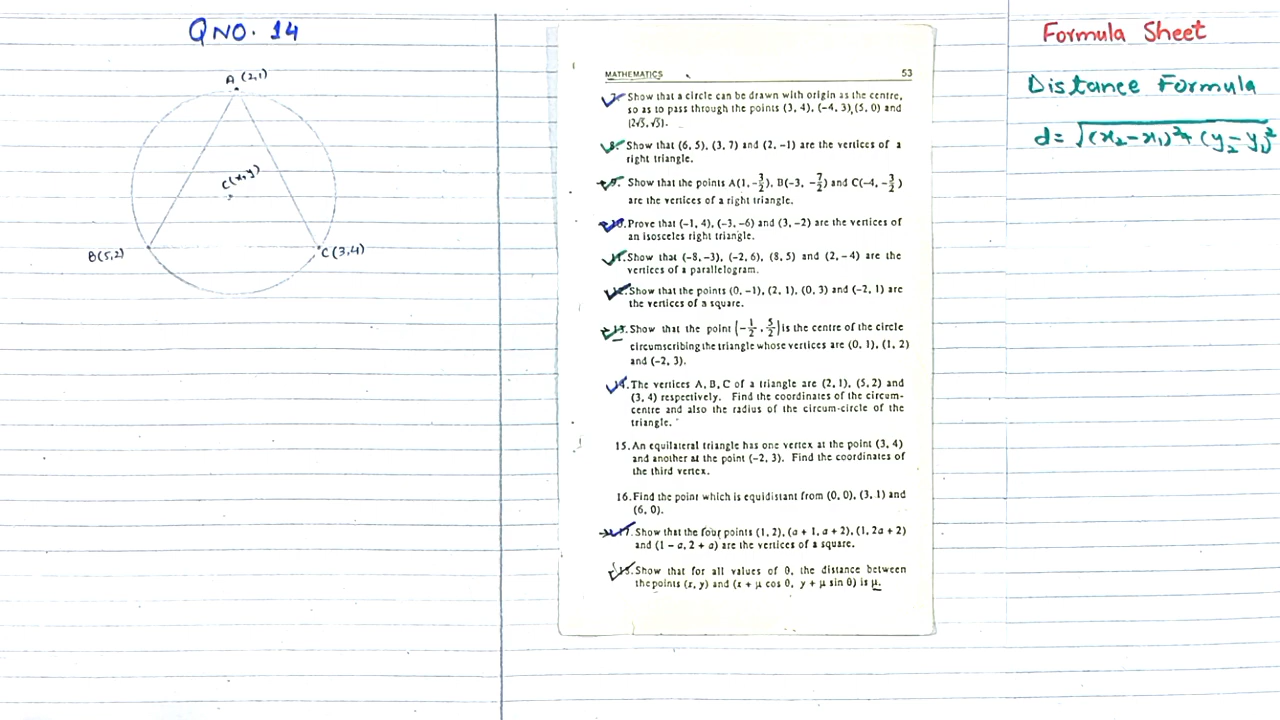 QNO. 14
A (2,1)
C(x,y)
B(5,2)
C (3,4)
MATHEMATICS
53
7. Show that a circle can be drawn with origin as the centre,
so as to pass through the points (3, 4), (−4, 3), (5, 0) and
(2√5, √5).
8. Show that (6, 5), (3, 7) and (2, −1) are the vertices of a
right triangle.
9. Show that the points A(1, −3/2), B(−3, −7/2) and C(−4, −3/2)
are the vertices of a right triangle.
10. Prove that (−1, 4), (−3, −6) and (3, −2) are the vertices of
an isosceles right triangle.
11. Show that (−8, −3), (−2, 6), (8, 5) and (2, −4) are the
vertices of a parallelogram.
12. Show that the points (0, −1), (2, 1), (0, 3) and (−2, 1) are
the vertices of a square.
13. Show that the point (−1/2, 5/2) is the centre of the circle
circumscribing the triangle whose vertices are (0, 1), (1, 2)
and (−2, 3).
14. The vertices A, B, C of a triangle are (2, 1), (5, 2) and
(3, 4) respectively. Find the coordinates of the circum-
centre and also the radius of the circum-circle of the
triangle.
15. An equilateral triangle has one vertex at the point (3, 4)
and another at the point (−2, 3). Find the coordinates of
the third vertex.
16. Find the point which is equidistant from (0, 0), (3, 1) and
(6, 0).
17. Show that the four points (1, 2), (a + 1, a + 2), (1, 2a + 2)
and (1 − a, 2 + a) are the vertices of a square.
18. Show that for all values of θ, the distance between
the points (x, y) and (x + μ cos θ, y + μ sin θ) is μ.
Formula Sheet
Distance Formula
d = √(x₂−x₁)²+(y₂−y₁)²